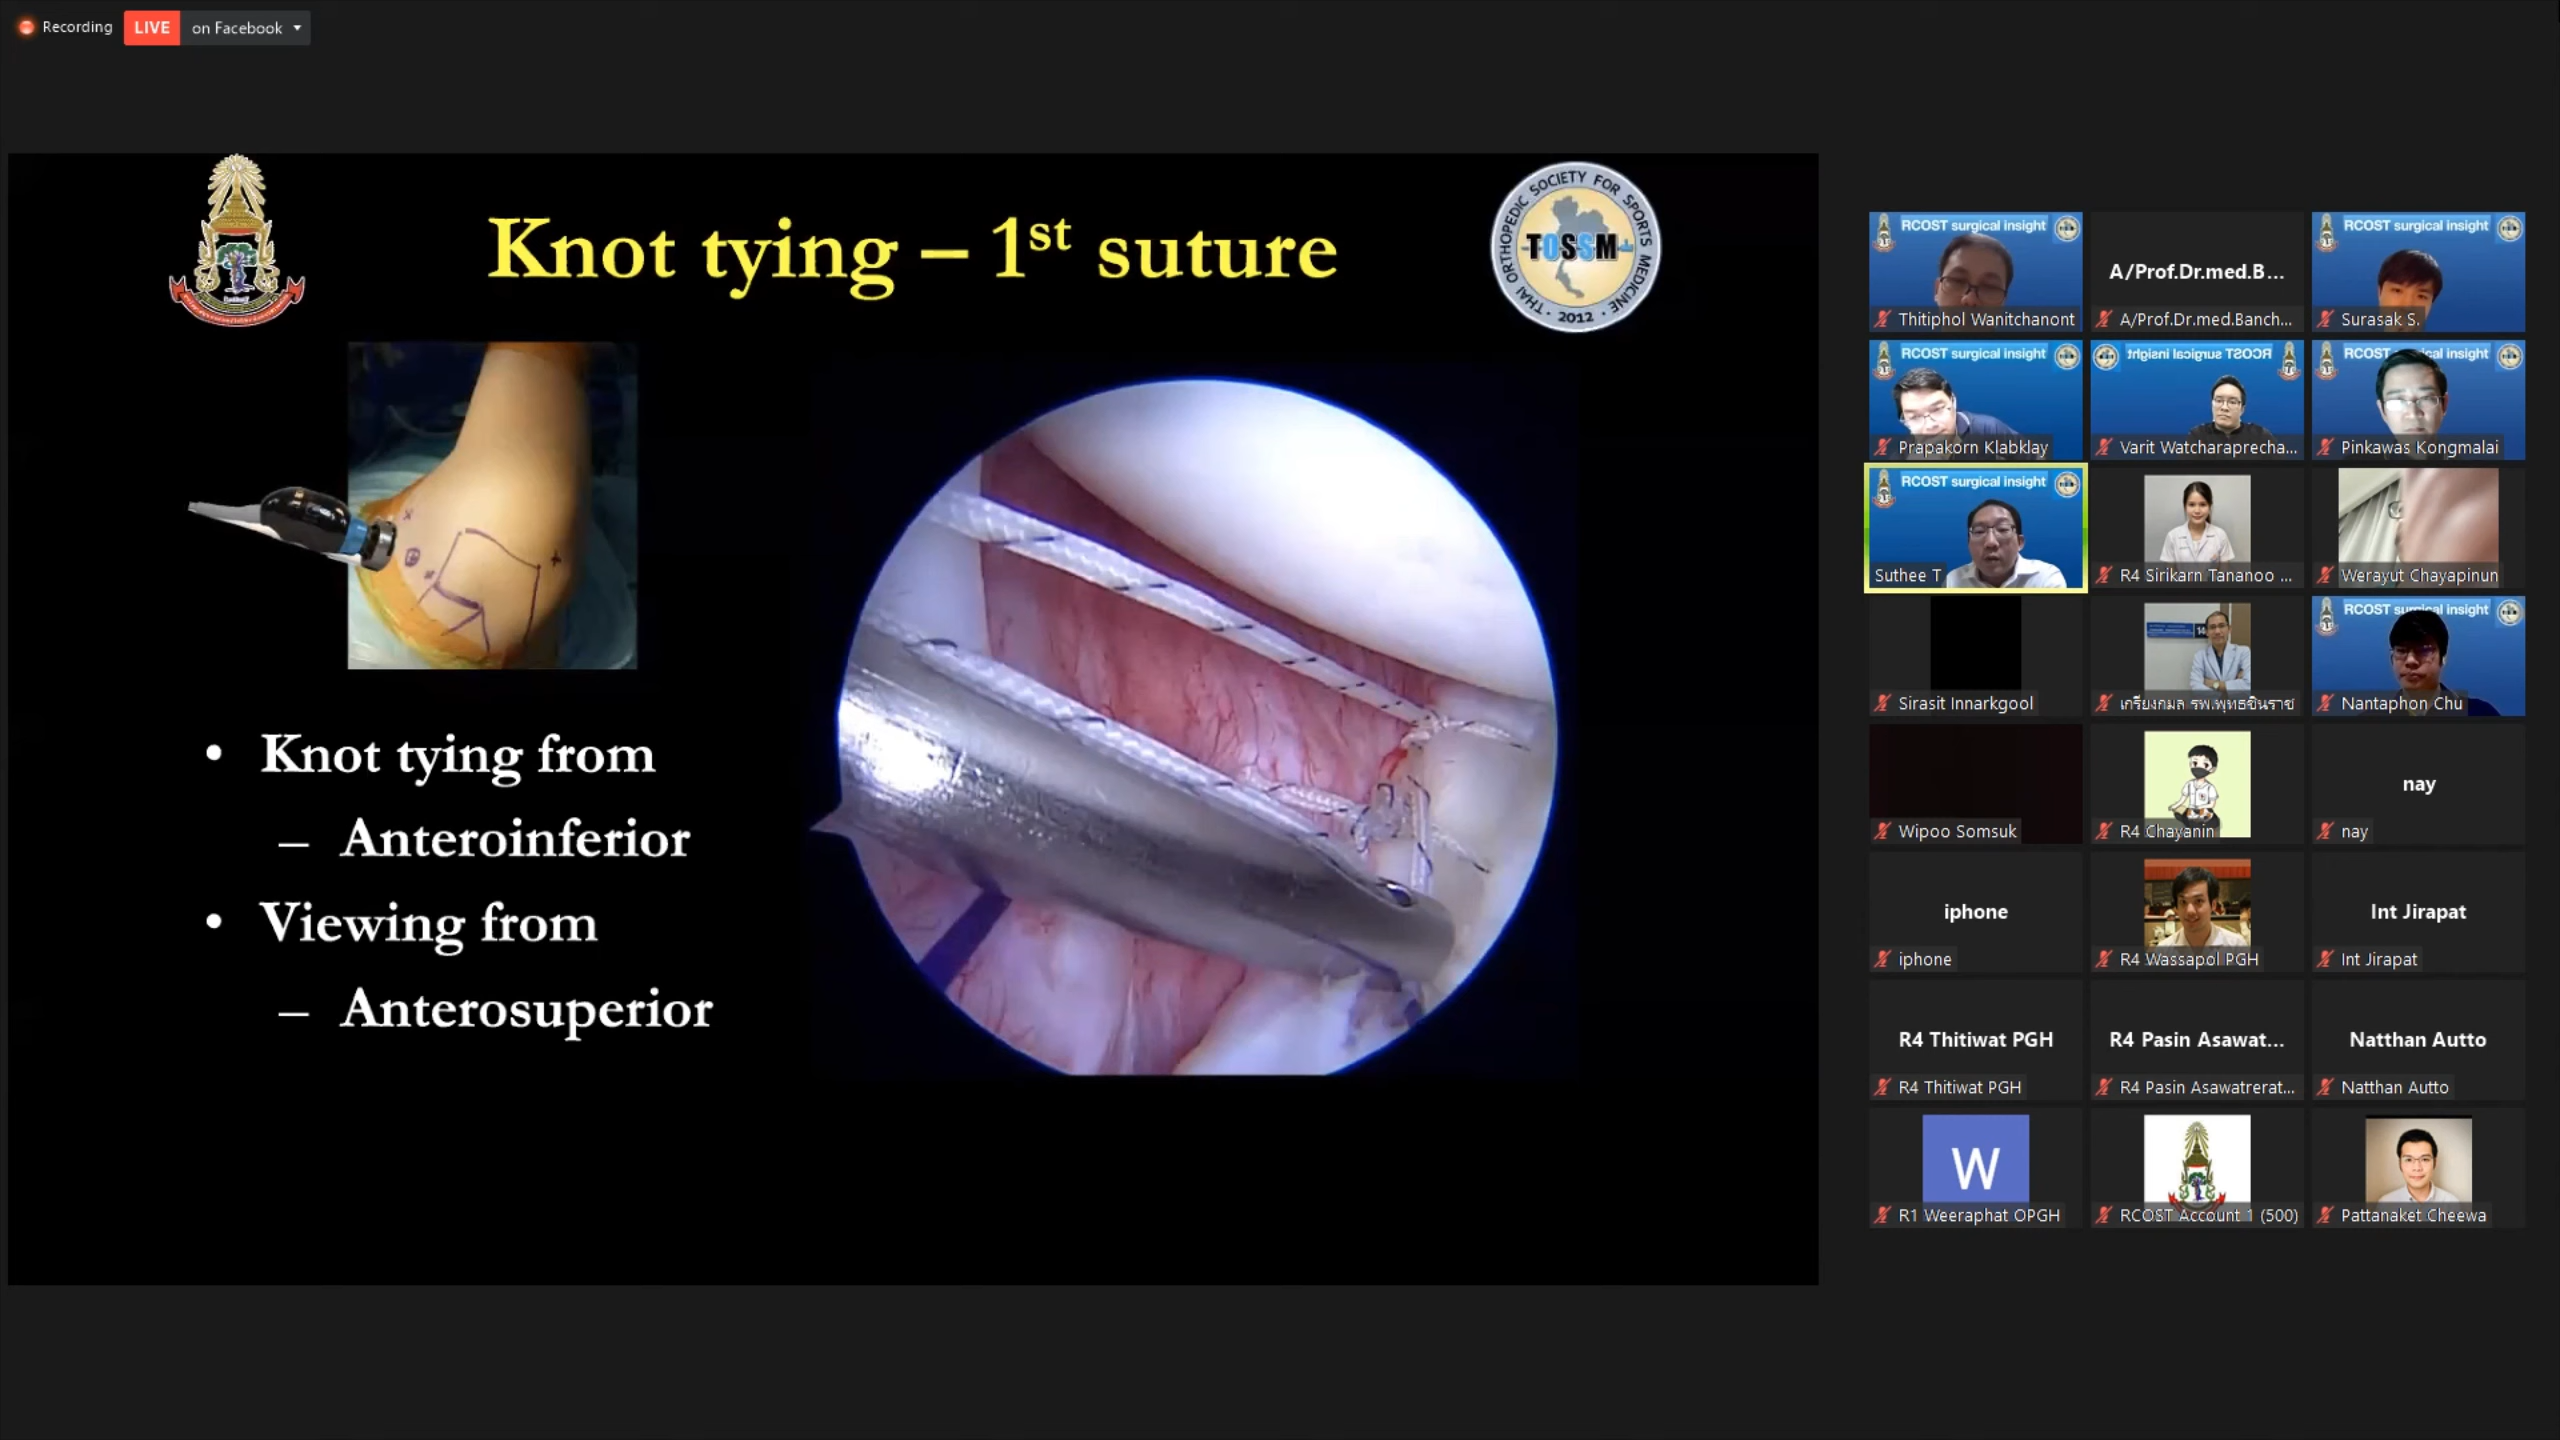 Recording
LIVE on Facebook
Knot tying – 1st suture
THAI ORTHOPEDIC SOCIETY FOR SPORTS MEDICINE
TOSSM
2012
• Knot tying from
– Anteroinferior
• Viewing from
– Anterosuperior
RCOST surgical insight
Thitiphol Wanitchanont
A/Prof.Dr.med.B...
A/Prof.Dr.med.Banch...
RCOST surgical insight
Surasak S.
RCOST surgical insight
Prapakorn Klabklay
RCOST surgical insight
Varit Watcharaprecha...
RCOST surgical insight
Pinkawas Kongmalai
RCOST surgical insight
Suthee T
R4 Sirikarn Tananoo ...
Werayut Chayapinun
Sirasit Innarkgool
เกรียงกมล รพ.พุทธชินราช
RCOST surgical insight
Nantaphon Chu
Wipoo Somsuk
R4 Chayanin
nay
nay
iphone
iphone
R4 Wassapol PGH
Int Jirapat
Int Jirapat
R4 Thitiwat PGH
R4 Thitiwat PGH
R4 Pasin Asawat...
R4 Pasin Asawatrerat...
Natthan Autto
Natthan Autto
W
R1 Weeraphat OPGH
RCOST Account 1 (500)
Pattanaket Cheewa